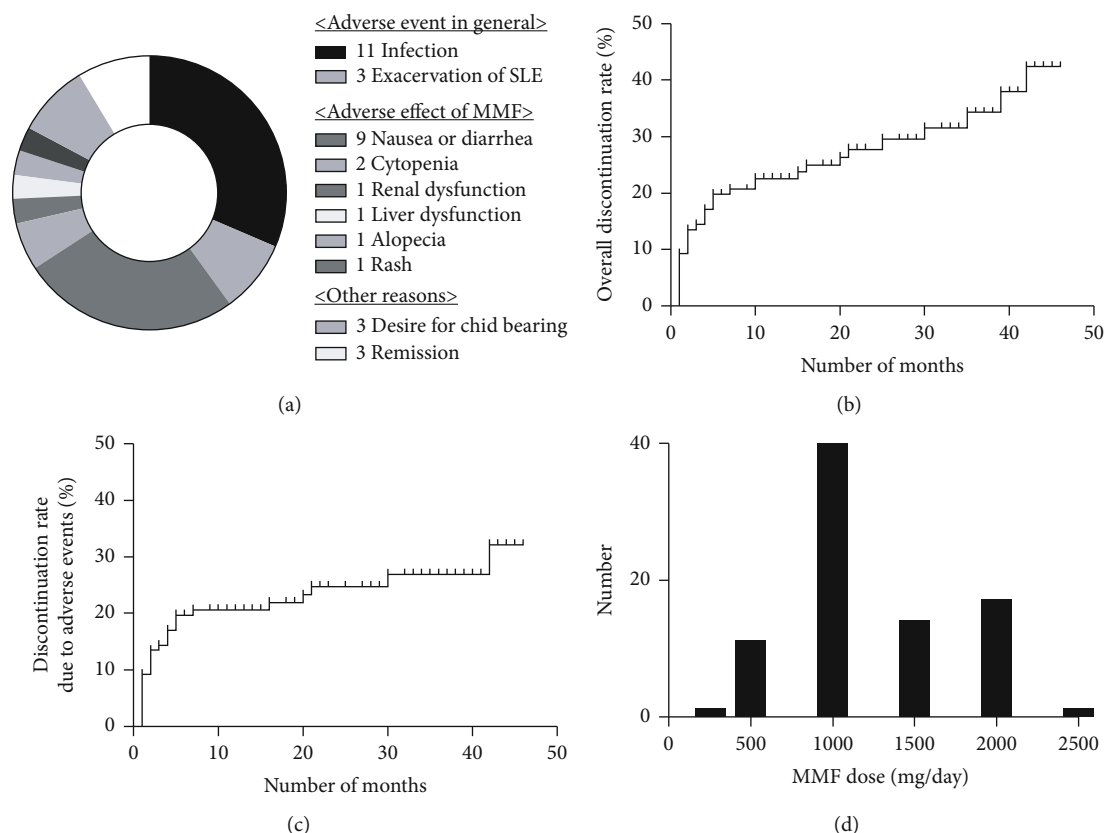 <Adverse event in general>
11 Infection
3 Exacervation of SLE
<Adverse effect of MMF>
9 Nausea or diarrhea
2 Cytopenia
1 Renal dysfunction
1 Liver dysfunction
1 Alopecia
1 Rash
<Other reasons>
3 Desire for chid bearing
3 Remission
(a)
Overall discontinuation rate (%)
50
40
30
20
10
0
0 10 20 30 40 50
Number of months
(b)
Discontinuation rate
due to adverse events (%)
50
40
30
20
10
0
0 10 20 30 40 50
Number of months
(c)
Number
40
20
0
0 500 1000 1500 2000 2500
MMF dose (mg/day)
(d)